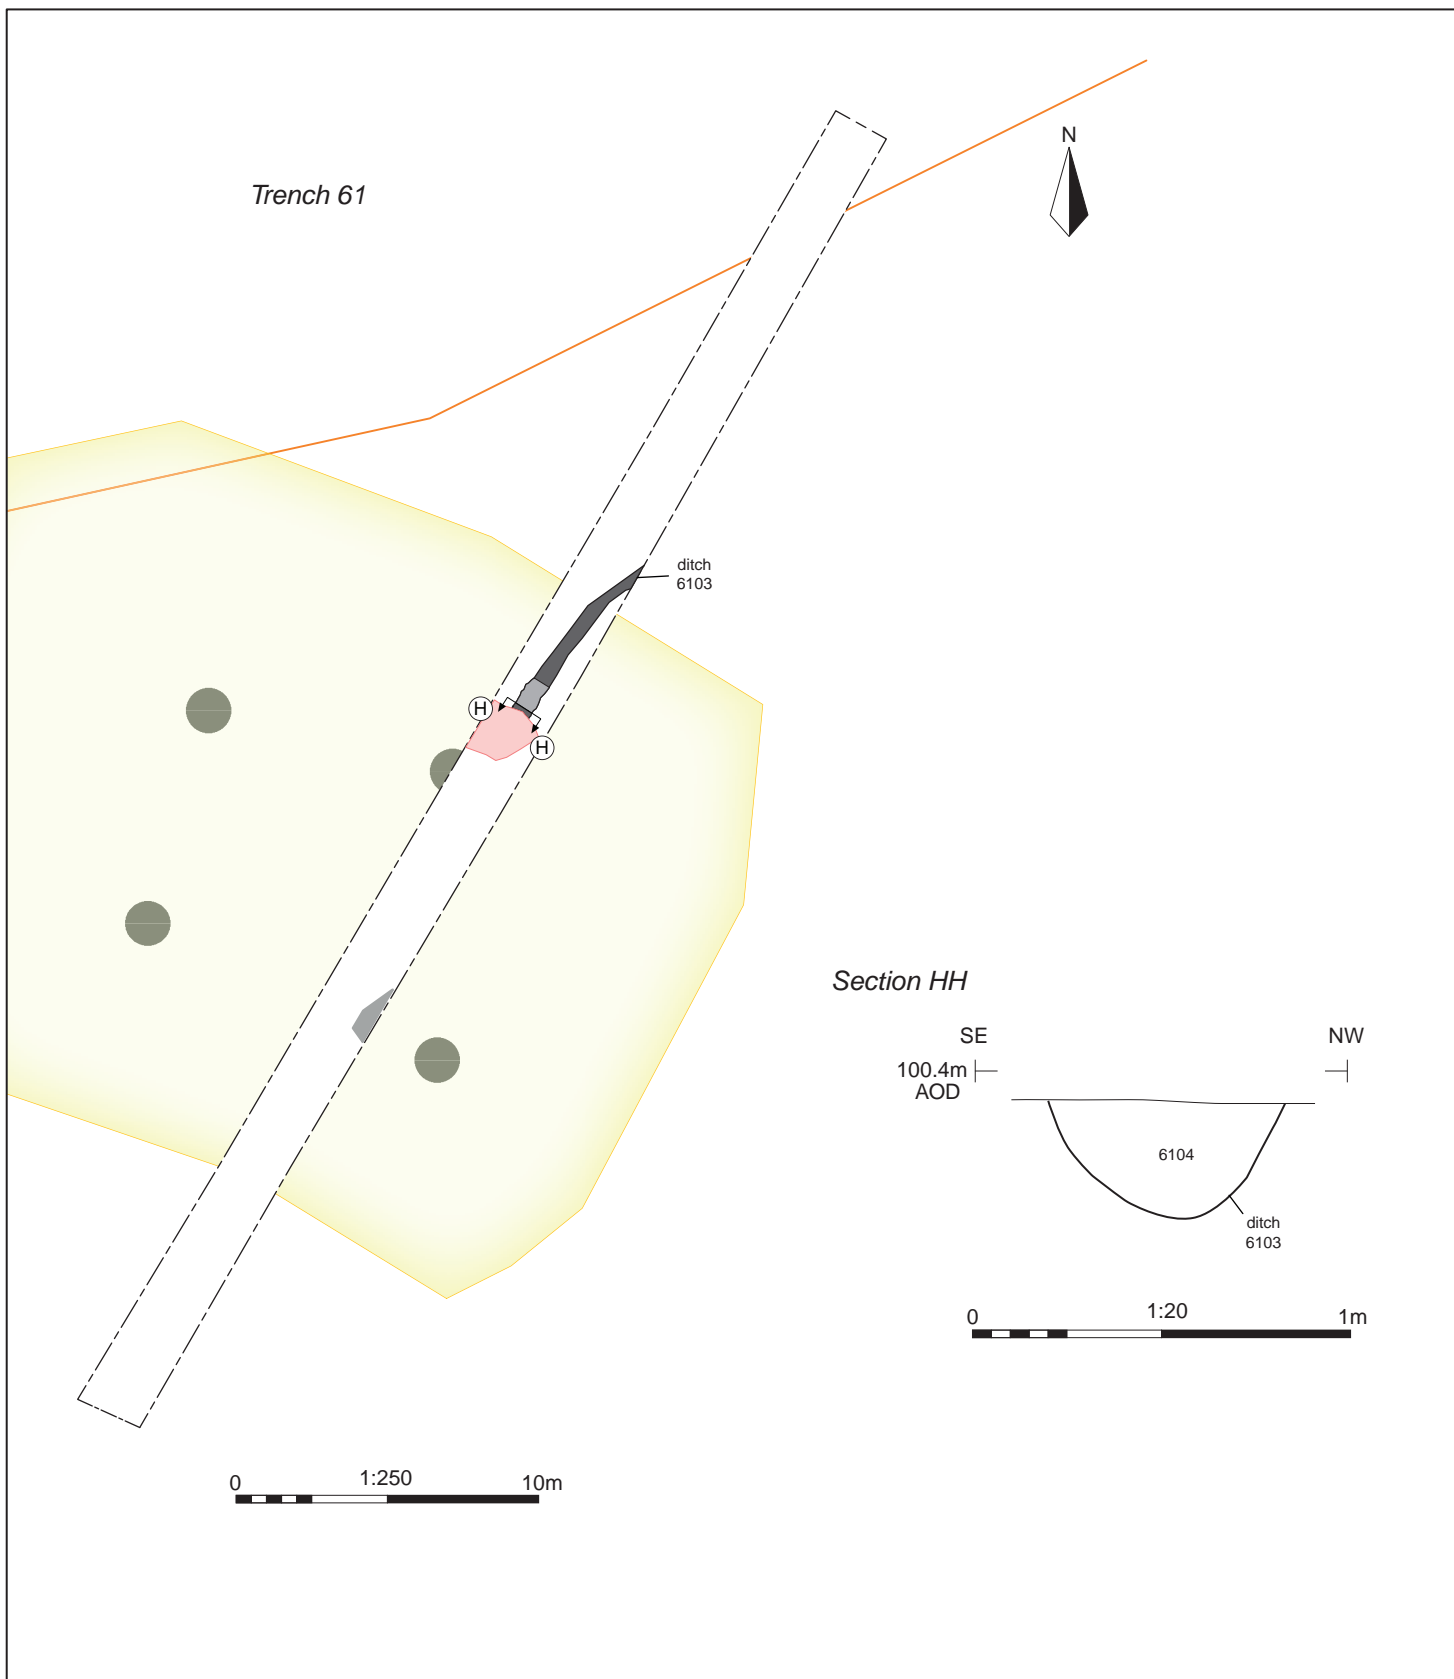 N
Trench 61
ditch
6103
H
H
Section HH
SE
NW
100.4m
AOD
6104
ditch
6103
0
1:20
1m
0
1:250
10m